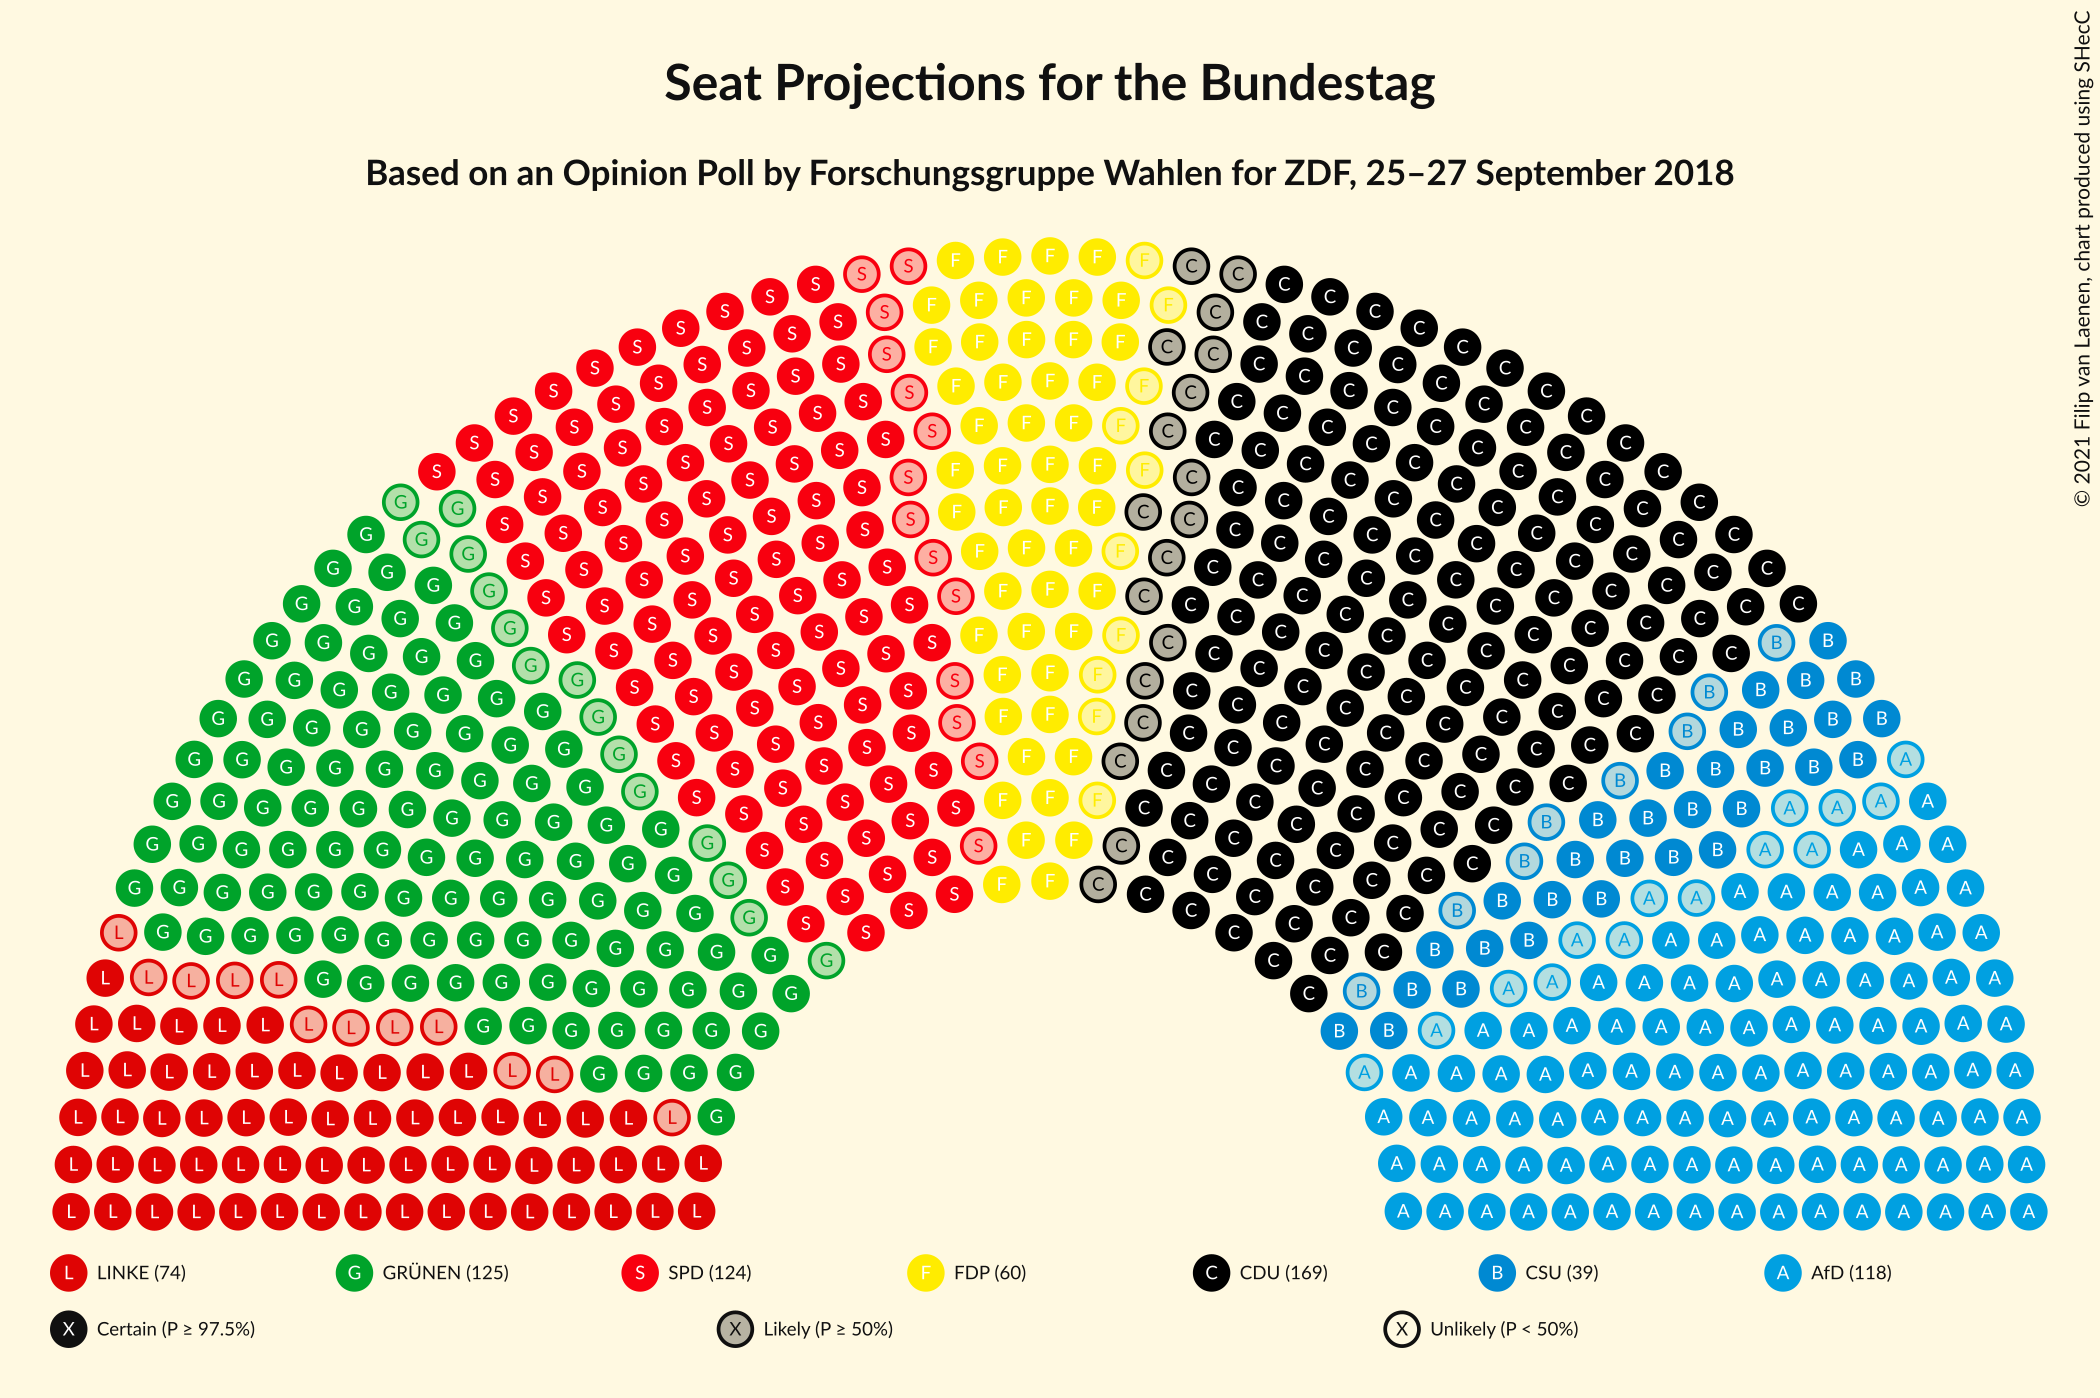 Seat Projections for the Bundestag
Based on an Opinion Poll by Forschungsgruppe Wahlen for ZDF, 25–27 September 2018
© 2021 Filip van Laenen, chart produced using SHecC
L LINKE (74) G GRÜNEN (125) S SPD (124) F FDP (60) C CDU (169) B CSU (39) A AfD (118)
X Certain (P ≥ 97.5%) X Likely (P ≥ 50%) X Unlikely (P < 50%)